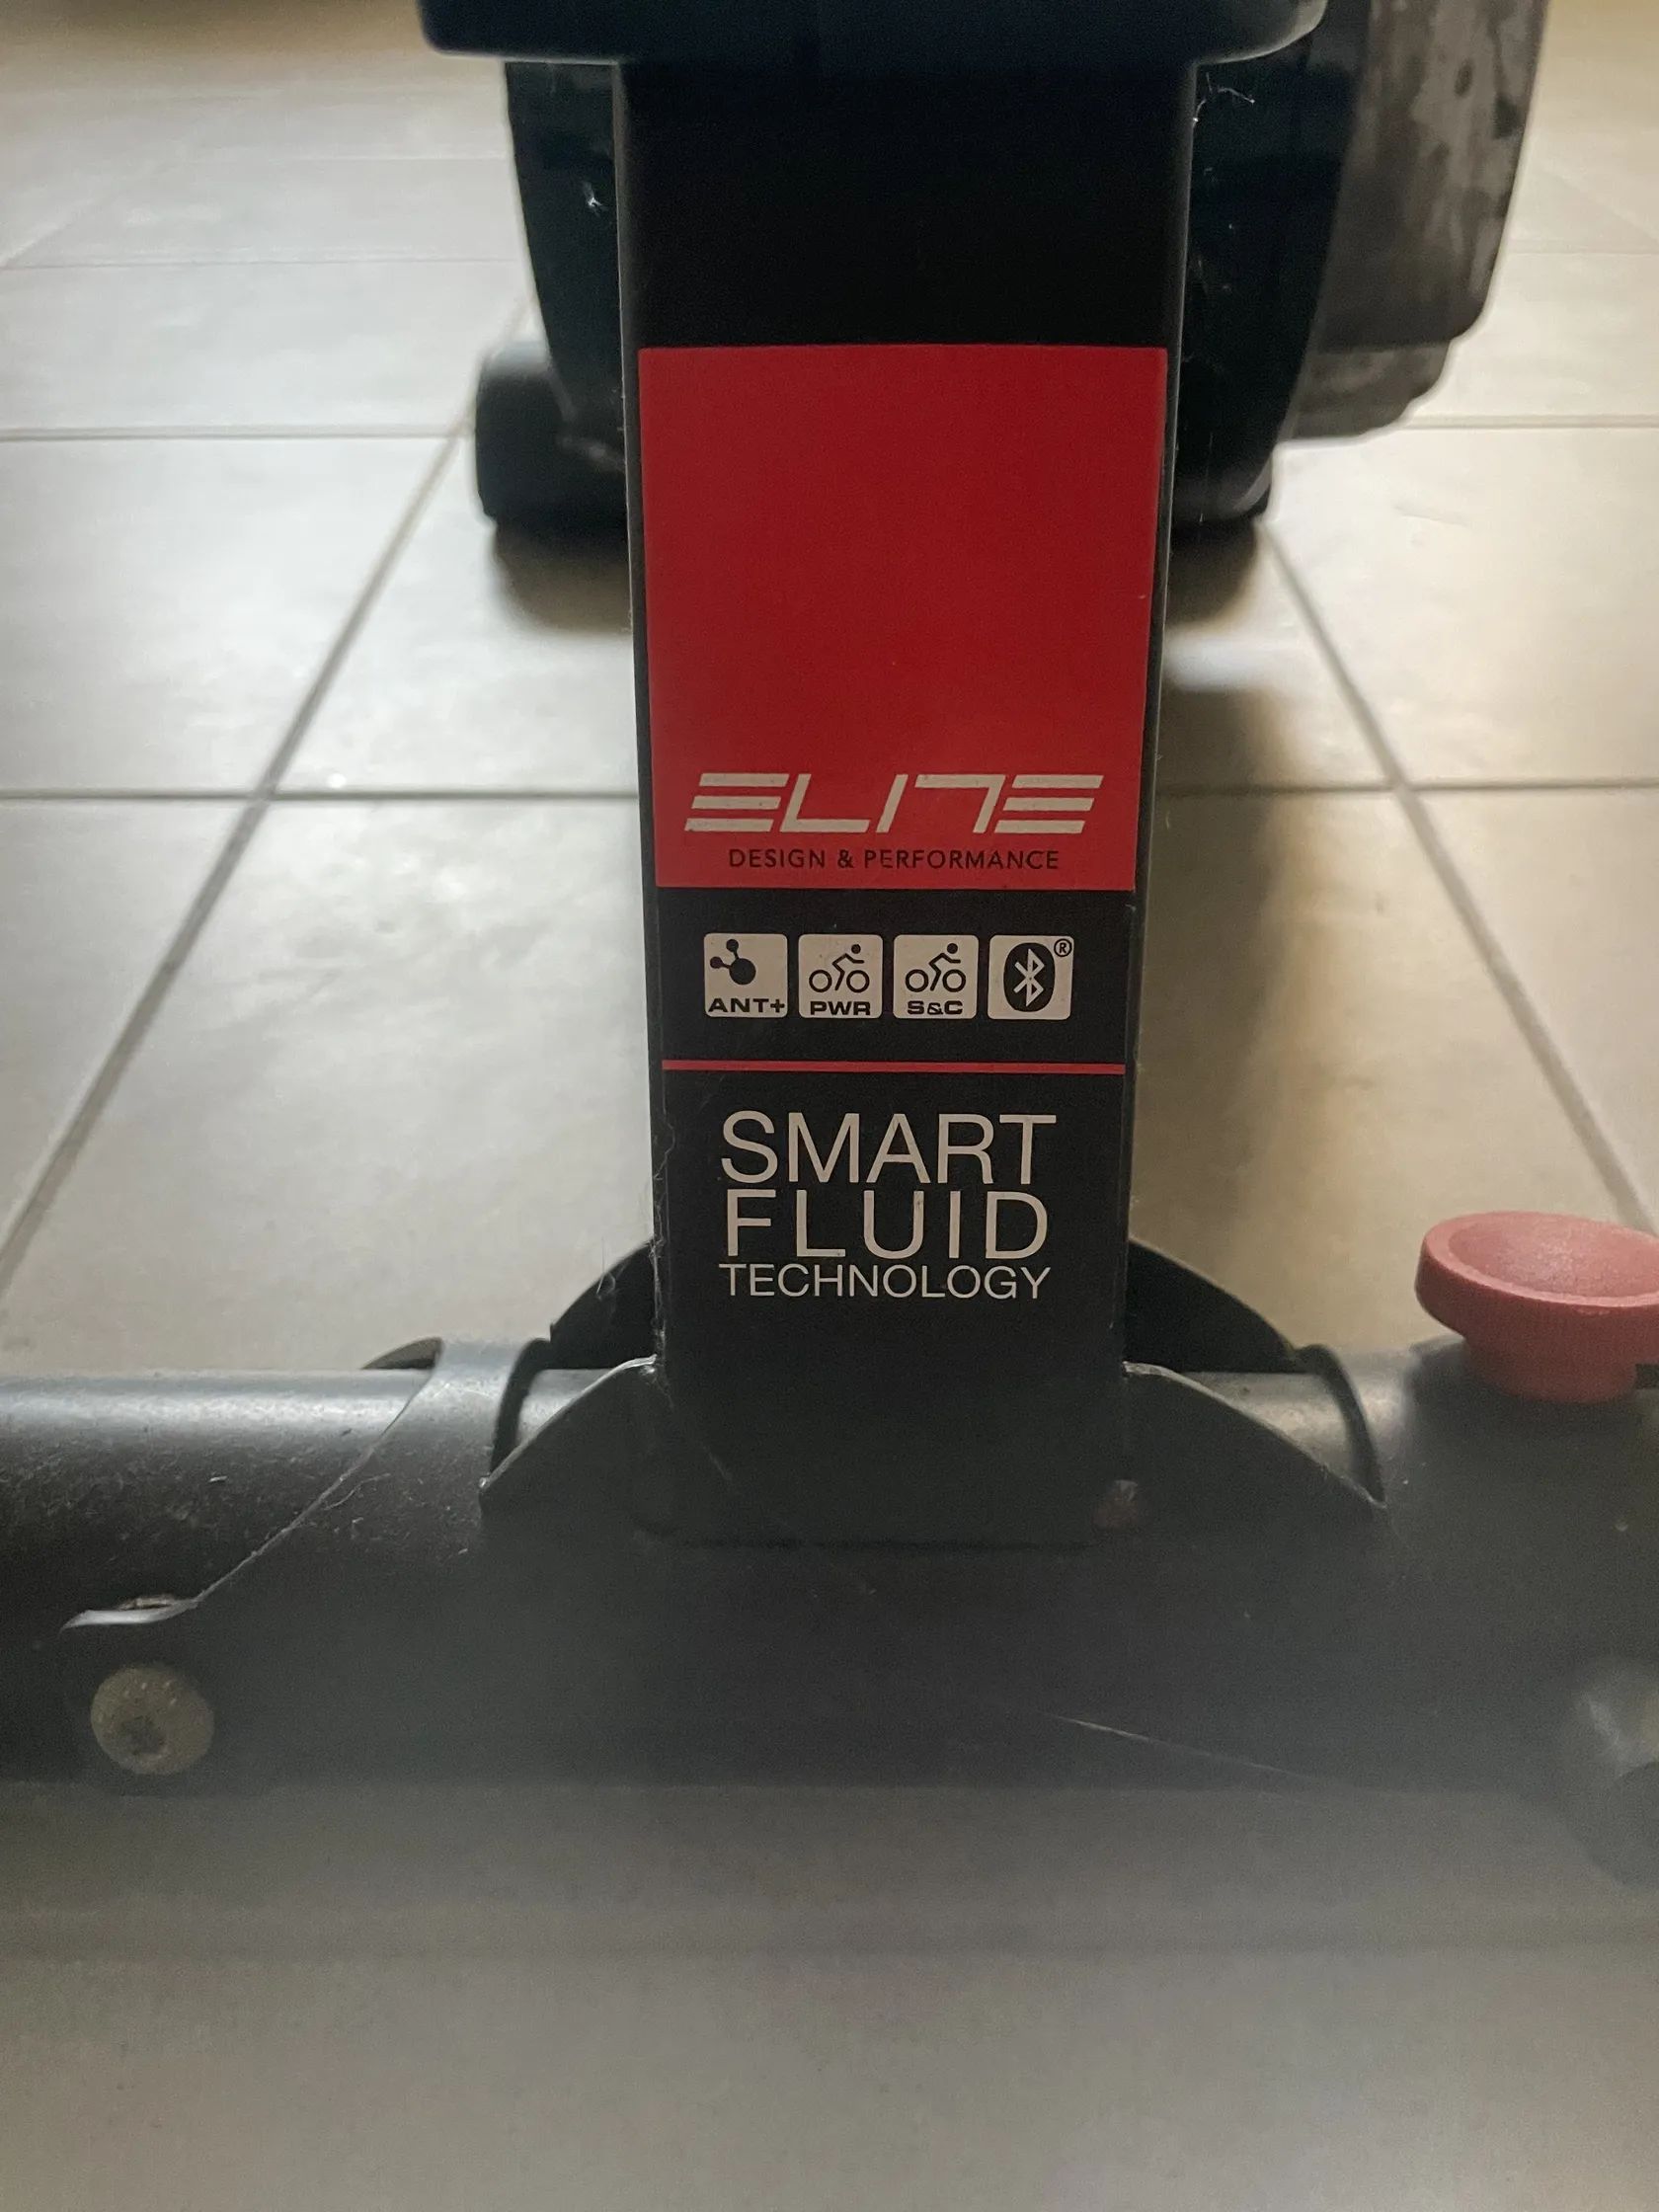 ELITE
DESIGN & PERFORMANCE
ANT+ PWR S&C ®
SMART
FLUID
TECHNOLOGY